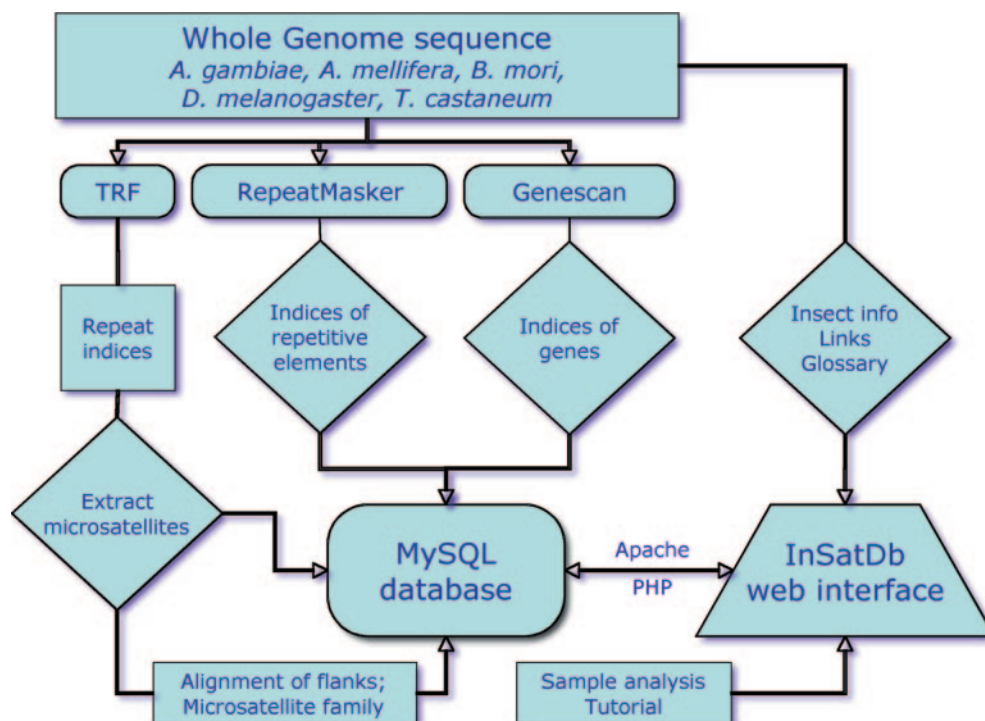 Whole Genome sequence
A. gambiae, A. mellifera, B. mori,
D. melanogaster, T. castaneum
TRF
RepeatMasker
Genescan
Repeat
indices
Indices of
repetitive
elements
Indices of
genes
Insect info
Links
Glossary
Extract
microsatellites
MySQL
database
Apache
PHP
InSatDb
web interface
Alignment of flanks;
Microsatellite family
Sample analysis
Tutorial